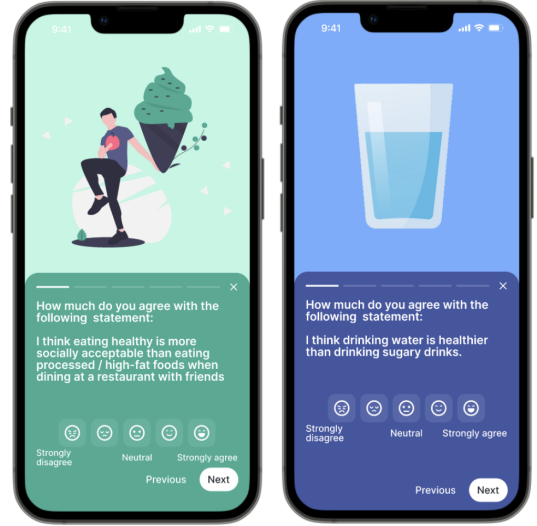 9:41
How much do you agree with the
following statement:
I think eating healthy is more
socially acceptable than eating
processed / high-fat foods when
dining at a restaurant with friends
Strongly
disagree
Neutral
Strongly agree
Previous
Next
9:41
How much do you agree with the
following statement:
I think drinking water is healthier
than drinking sugary drinks.
Strongly
disagree
Neutral
Strongly agree
Previous
Next